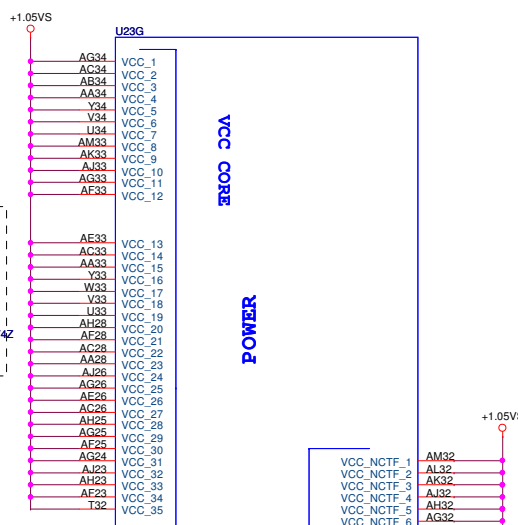 +1.05VS
U23G
AG34 VCC_1
AC34 VCC_2
AB34 VCC_3
AA34 VCC_4
Y34 VCC_5
V34 VCC_6
U34 VCC_7
AM33 VCC_8
AK33 VCC_9
AJ33 VCC_10
AG33 VCC_11
AF33 VCC_12
VCC CORE
AE33 VCC_13
AC33 VCC_14
AA33 VCC_15
Y33 VCC_16
W33 VCC_17
V33 VCC_18
U33 VCC_19
AH28 VCC_20
AF28 VCC_21
AC28 VCC_22
AA28 VCC_23
AJ26 VCC_24
AG26 VCC_25
AE26 VCC_26
AC26 VCC_27
AH25 VCC_28
AG25 VCC_29
AF25 VCC_30
AG24 VCC_31
AJ23 VCC_32
AH23 VCC_33
AF23 VCC_34
T32 VCC_35
POWER
4Z
+1.05VS
VCC_NCTF_1 AM32
VCC_NCTF_2 AL32
VCC_NCTF_3 AK32
VCC_NCTF_4 AJ32
VCC_NCTF_5 AH32
VCC_NCTF_6 AG32